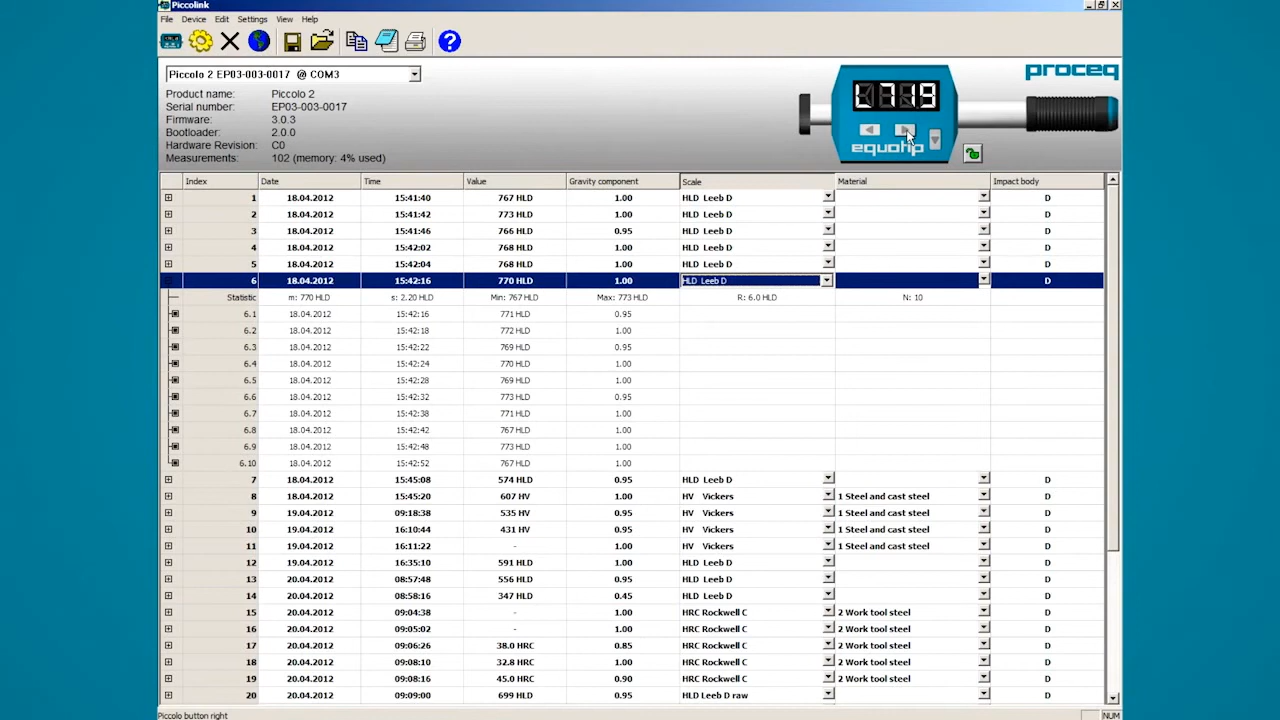 Piccolink
File Device Edit Settings View Help
Piccolo 2 EP03-003-0017 @ COM3
proceq
Product name: Piccolo 2
Serial number: EP03-003-0017
Firmware: 3.0.3
Bootloader: 2.0.0
Hardware Revision: C0
Measurements: 102 (memory: 4% used)
L719
equotip
Index Date Time Value Gravity component Scale Material Impact body
1 18.04.2012 15:41:40 767 HLD 1.00 HLD Leeb D D
2 18.04.2012 15:41:42 773 HLD 1.00 HLD Leeb D D
3 18.04.2012 15:41:46 766 HLD 0.95 HLD Leeb D D
4 18.04.2012 15:42:02 768 HLD 1.00 HLD Leeb D D
5 18.04.2012 15:42:04 768 HLD 1.00 HLD Leeb D D
6 18.04.2012 15:42:16 770 HLD 1.00 HLD Leeb D D
Statistic m: 770 HLD s: 2.20 HLD Min: 767 HLD Max: 773 HLD R: 6.0 HLD N: 10
6.1 18.04.2012 15:42:16 771 HLD 0.95
6.2 18.04.2012 15:42:18 772 HLD 1.00
6.3 18.04.2012 15:42:22 769 HLD 0.95
6.4 18.04.2012 15:42:24 770 HLD 1.00
6.5 18.04.2012 15:42:28 769 HLD 1.00
6.6 18.04.2012 15:42:32 773 HLD 0.95
6.7 18.04.2012 15:42:38 771 HLD 1.00
6.8 18.04.2012 15:42:42 767 HLD 1.00
6.9 18.04.2012 15:42:48 773 HLD 1.00
6.10 18.04.2012 15:42:52 767 HLD 1.00
7 18.04.2012 15:45:08 574 HLD 0.95 HLD Leeb D D
8 18.04.2012 15:45:20 607 HV 1.00 HV Vickers 1 Steel and cast steel D
9 19.04.2012 09:18:38 535 HV 0.95 HV Vickers 1 Steel and cast steel D
10 19.04.2012 16:10:44 431 HV 0.95 HV Vickers 1 Steel and cast steel D
11 19.04.2012 16:11:22 - 1.00 HV Vickers 1 Steel and cast steel D
12 19.04.2012 16:35:10 591 HLD 1.00 HLD Leeb D D
13 20.04.2012 08:57:48 556 HLD 0.95 HLD Leeb D D
14 20.04.2012 08:58:16 347 HLD 0.45 HLD Leeb D D
15 20.04.2012 09:04:38 - 1.00 HRC Rockwell C 2 Work tool steel D
16 20.04.2012 09:05:02 - 1.00 HRC Rockwell C 2 Work tool steel D
17 20.04.2012 09:06:26 38.0 HRC 0.85 HRC Rockwell C 2 Work tool steel D
18 20.04.2012 09:08:10 32.8 HRC 1.00 HRC Rockwell C 2 Work tool steel D
19 20.04.2012 09:08:16 45.0 HRC 0.90 HRC Rockwell C 2 Work tool steel D
20 20.04.2012 09:09:00 699 HLD 0.95 HLD Leeb D raw D
Piccolo button right NUM